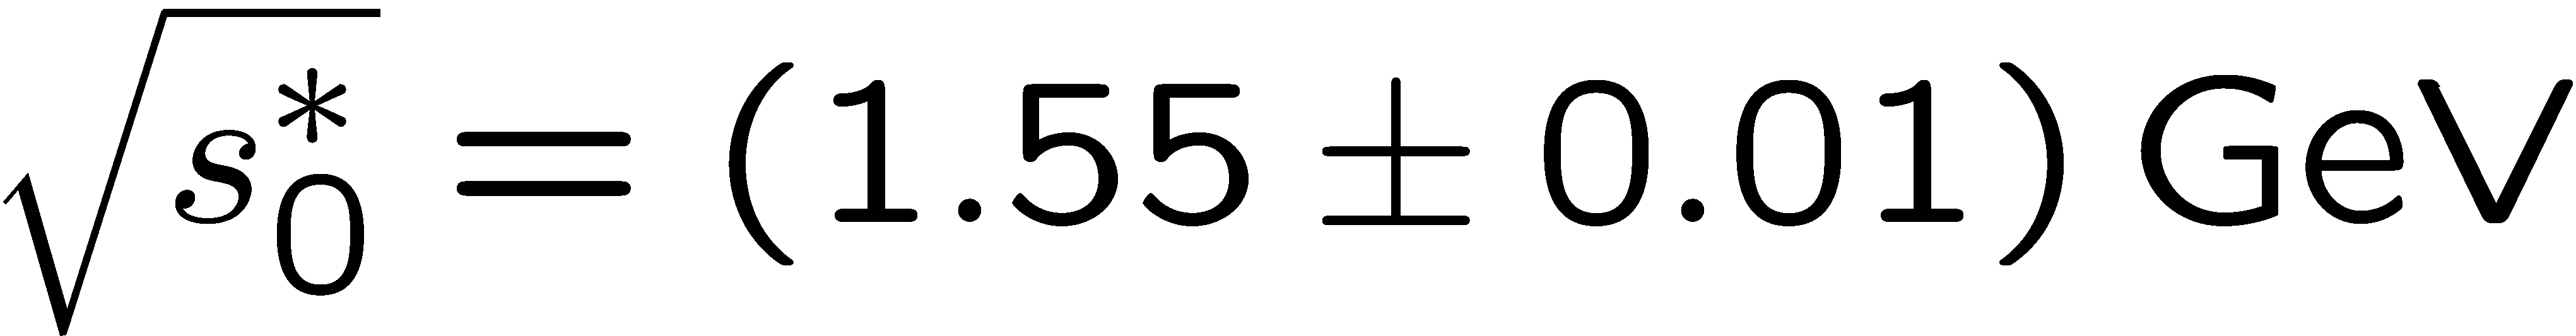 √s₀* = (1.55 ± 0.01) GeV